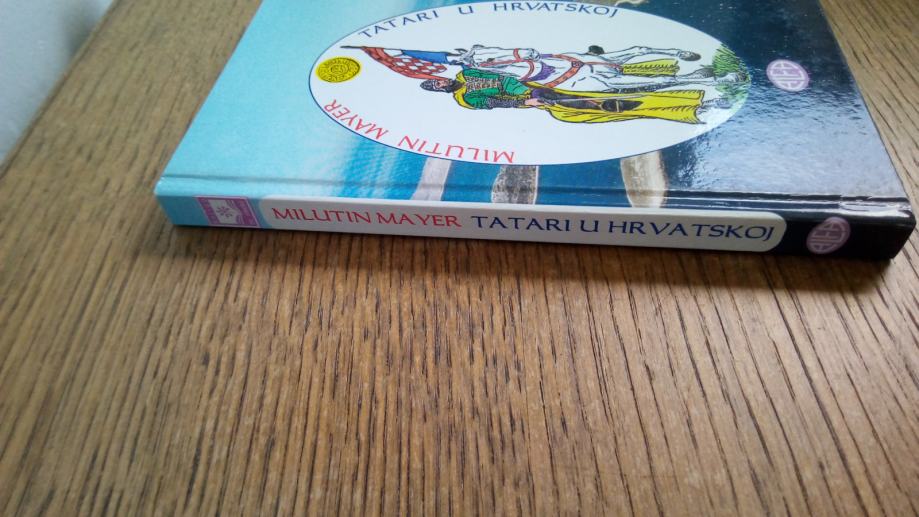 TATARI U HRVATSKOJ
MILUTIN MAYER
MILUTIN MAYER TATARI U HRVATSKOJ